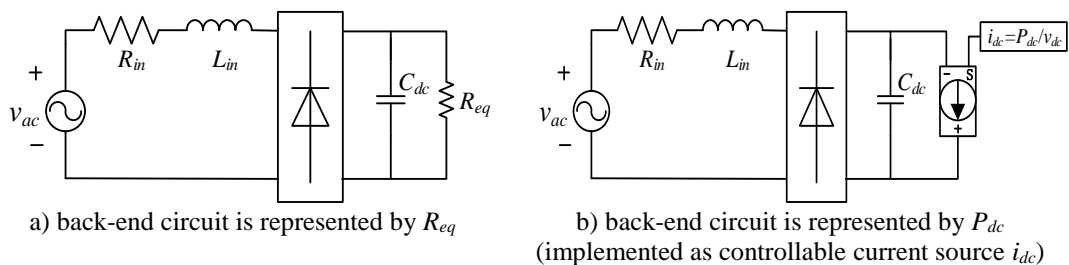 R_in L_in
+
v_ac
−
C_dc
R_eq
a) back-end circuit is represented by R_eq
R_in L_in
+
v_ac
−
C_dc
i_dc=P_dc/v_dc
- S
+
b) back-end circuit is represented by P_dc
(implemented as controllable current source i_dc)